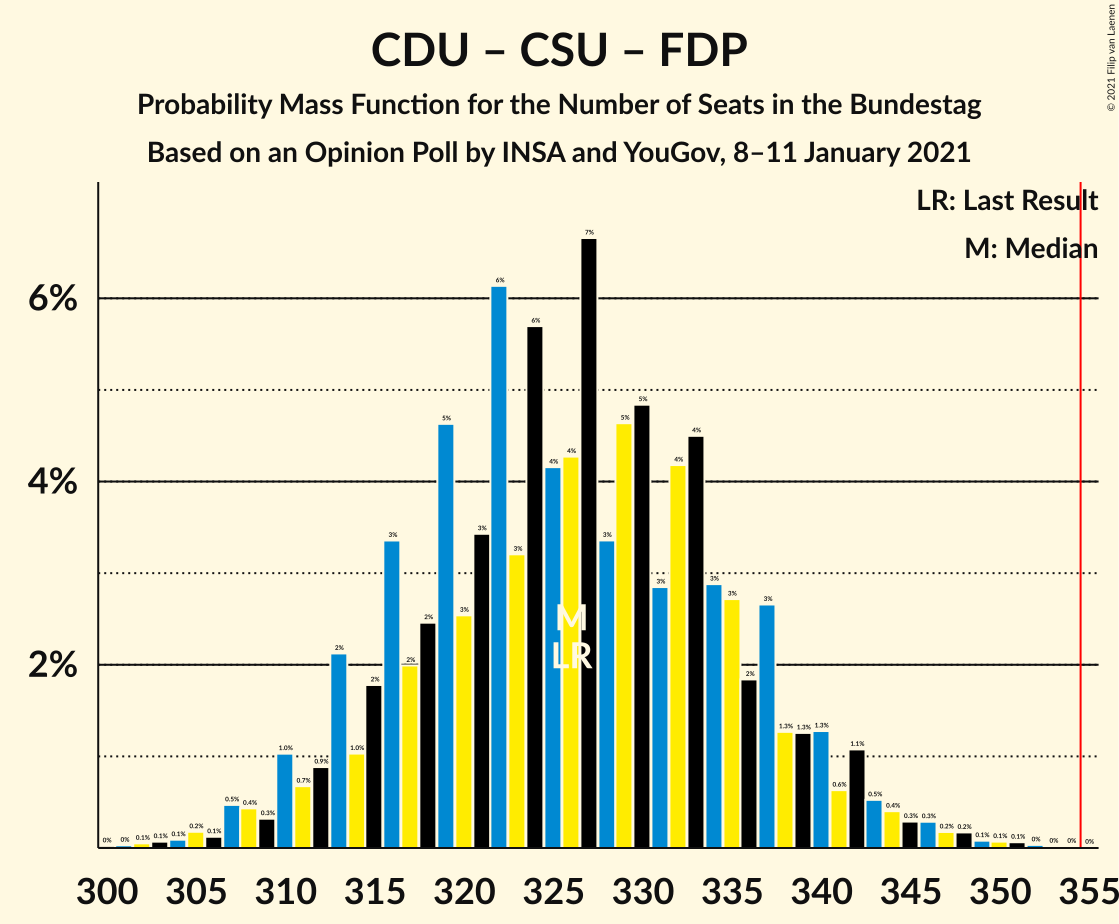 CDU – CSU – FDP
Probability Mass Function for the Number of Seats in the Bundestag
Based on an Opinion Poll by INSA and YouGov, 8–11 January 2021
© 2021 Filip van Laenen
LR: Last Result
M: Median
6%
4%
2%
0% 0% 0.1% 0.1% 0.1% 0.2% 0.1% 0.5% 0.4% 0.3% 1.0% 0.7% 0.9% 2% 1.0% 2% 3% 2% 2% 5% 3% 3% 6% 3% 6% 4% 4% 7% 3% 5% 5% 3% 4% 4% 3% 3% 2% 3% 1.3% 1.3% 1.3% 0.6% 1.1% 0.5% 0.4% 0.3% 0.3% 0.2% 0.2% 0.1% 0.1% 0.1% 0% 0% 0% 0%
M
LR
300 305 310 315 320 325 330 335 340 345 350 355